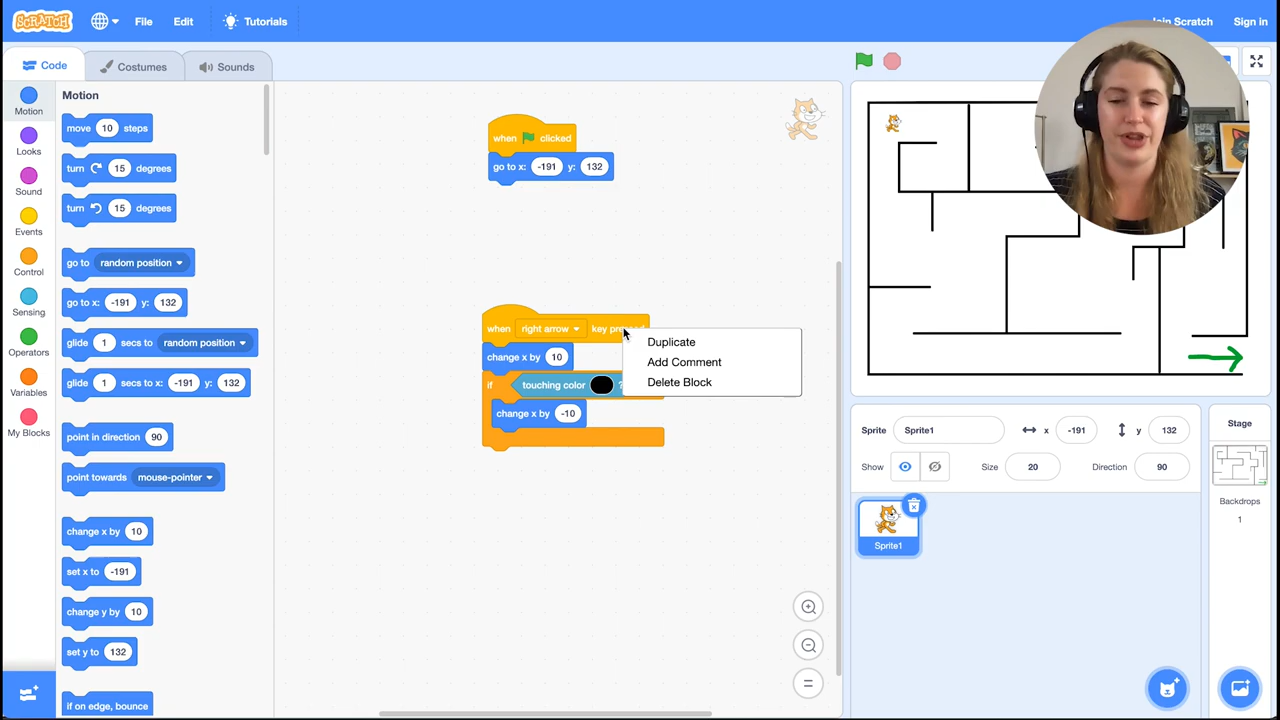 SCRATCH
File
Edit
Tutorials
Join Scratch
Sign in
Code
Costumes
Sounds
Motion
Looks
Sound
Events
Control
Sensing
Operators
Variables
My Blocks
Motion
move 10 steps
turn 15 degrees
turn 15 degrees
go to random position
go to x: -191 y: 132
glide 1 secs to random position
glide 1 secs to x: -191 y: 132
point in direction 90
point towards mouse-pointer
change x by 10
set x to -191
change y by 10
set y to 132
if on edge, bounce
when clicked
go to x: -191 y: 132
when right arrow key pressed
change x by 10
if touching color ?
change x by -10
Duplicate
Add Comment
Delete Block
Sprite Sprite1 x -191 y 132
Show Size 20 Direction 90
Sprite1
Stage
Backdrops
1